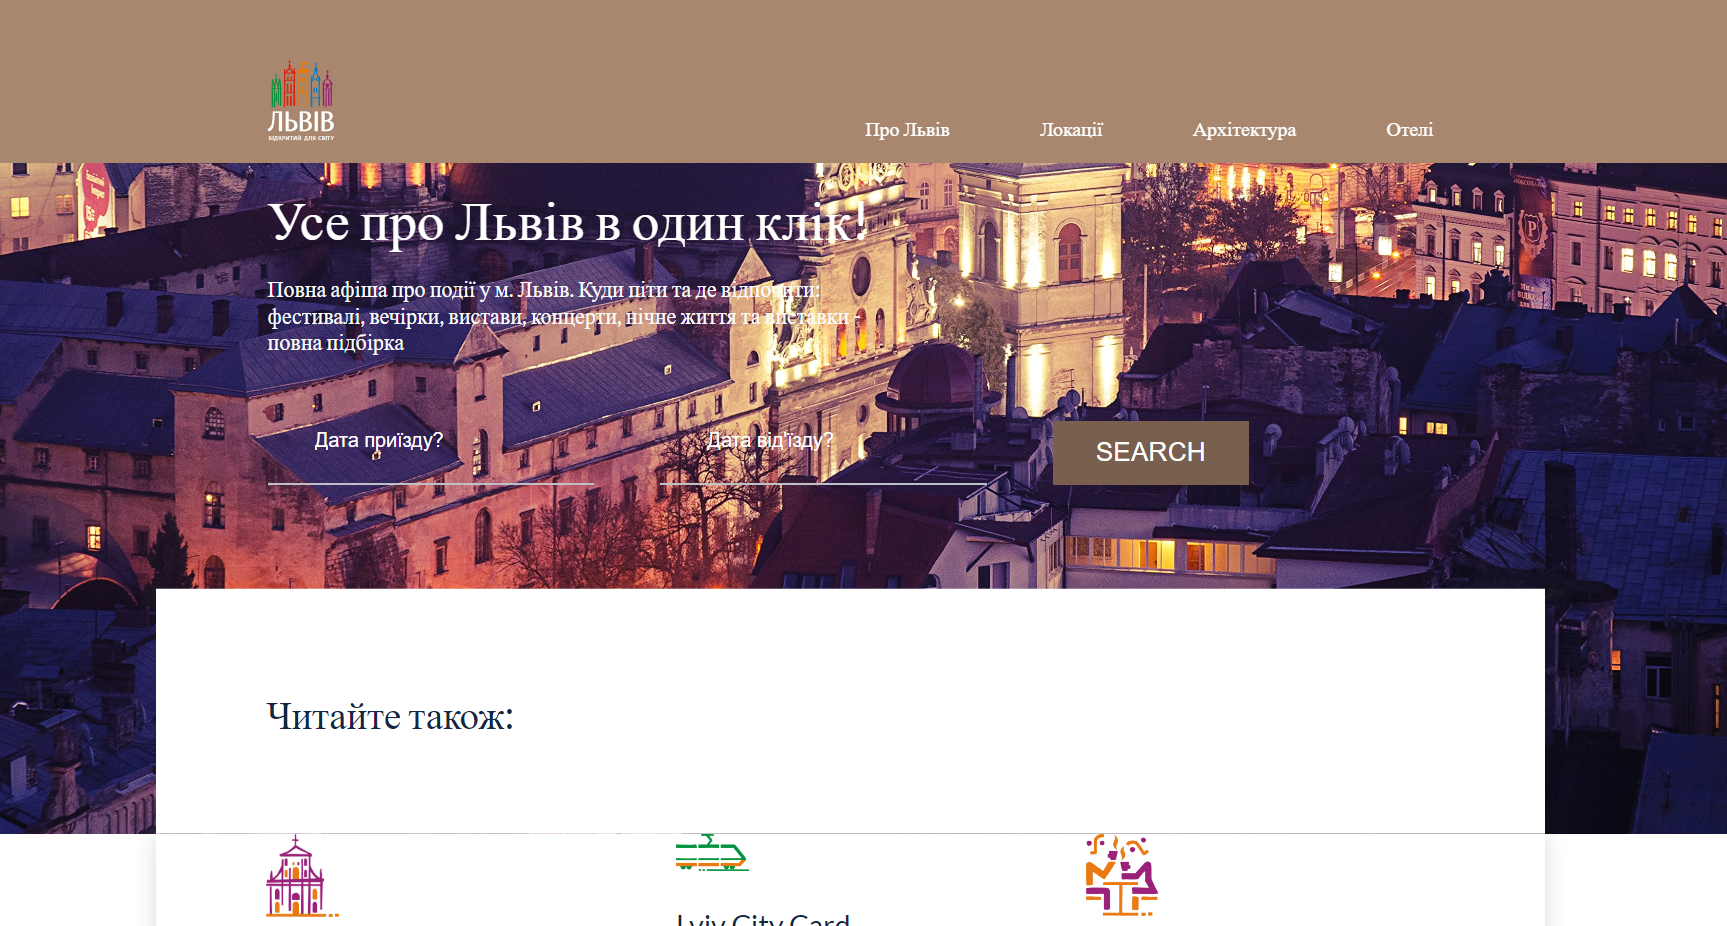 ЛЬВІВ
ВІДКРИТИЙ ДЛЯ СВІТУ
Про Львів
Локації
Архітектура
Отелі
Усе про Львів в один клік!
Повна афіша про події у м. Львів. Куди піти та де відпочити:
фестивалі, вечірки, вистави, концерти, нічне життя та виставки -
повна підбірка
Дата приїзду?
Дата від'їзду?
SEARCH
Читайте також:
Lviv City Card